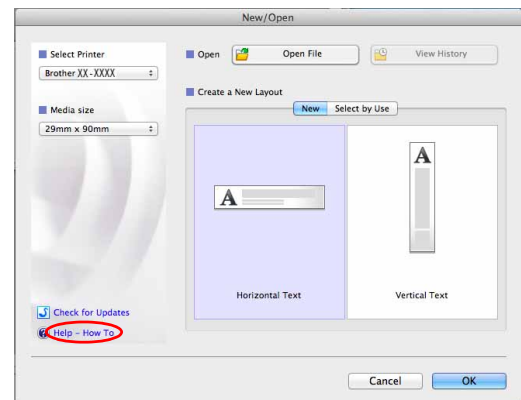 New/Open
Select Printer
Brother XX-XXXX
Media size
29mm x 90mm
Check for Updates
Help - How To
Open
Open File
View History
Create a New Layout
New
Select by Use
A
Horizontal Text
A
Vertical Text
Cancel
OK